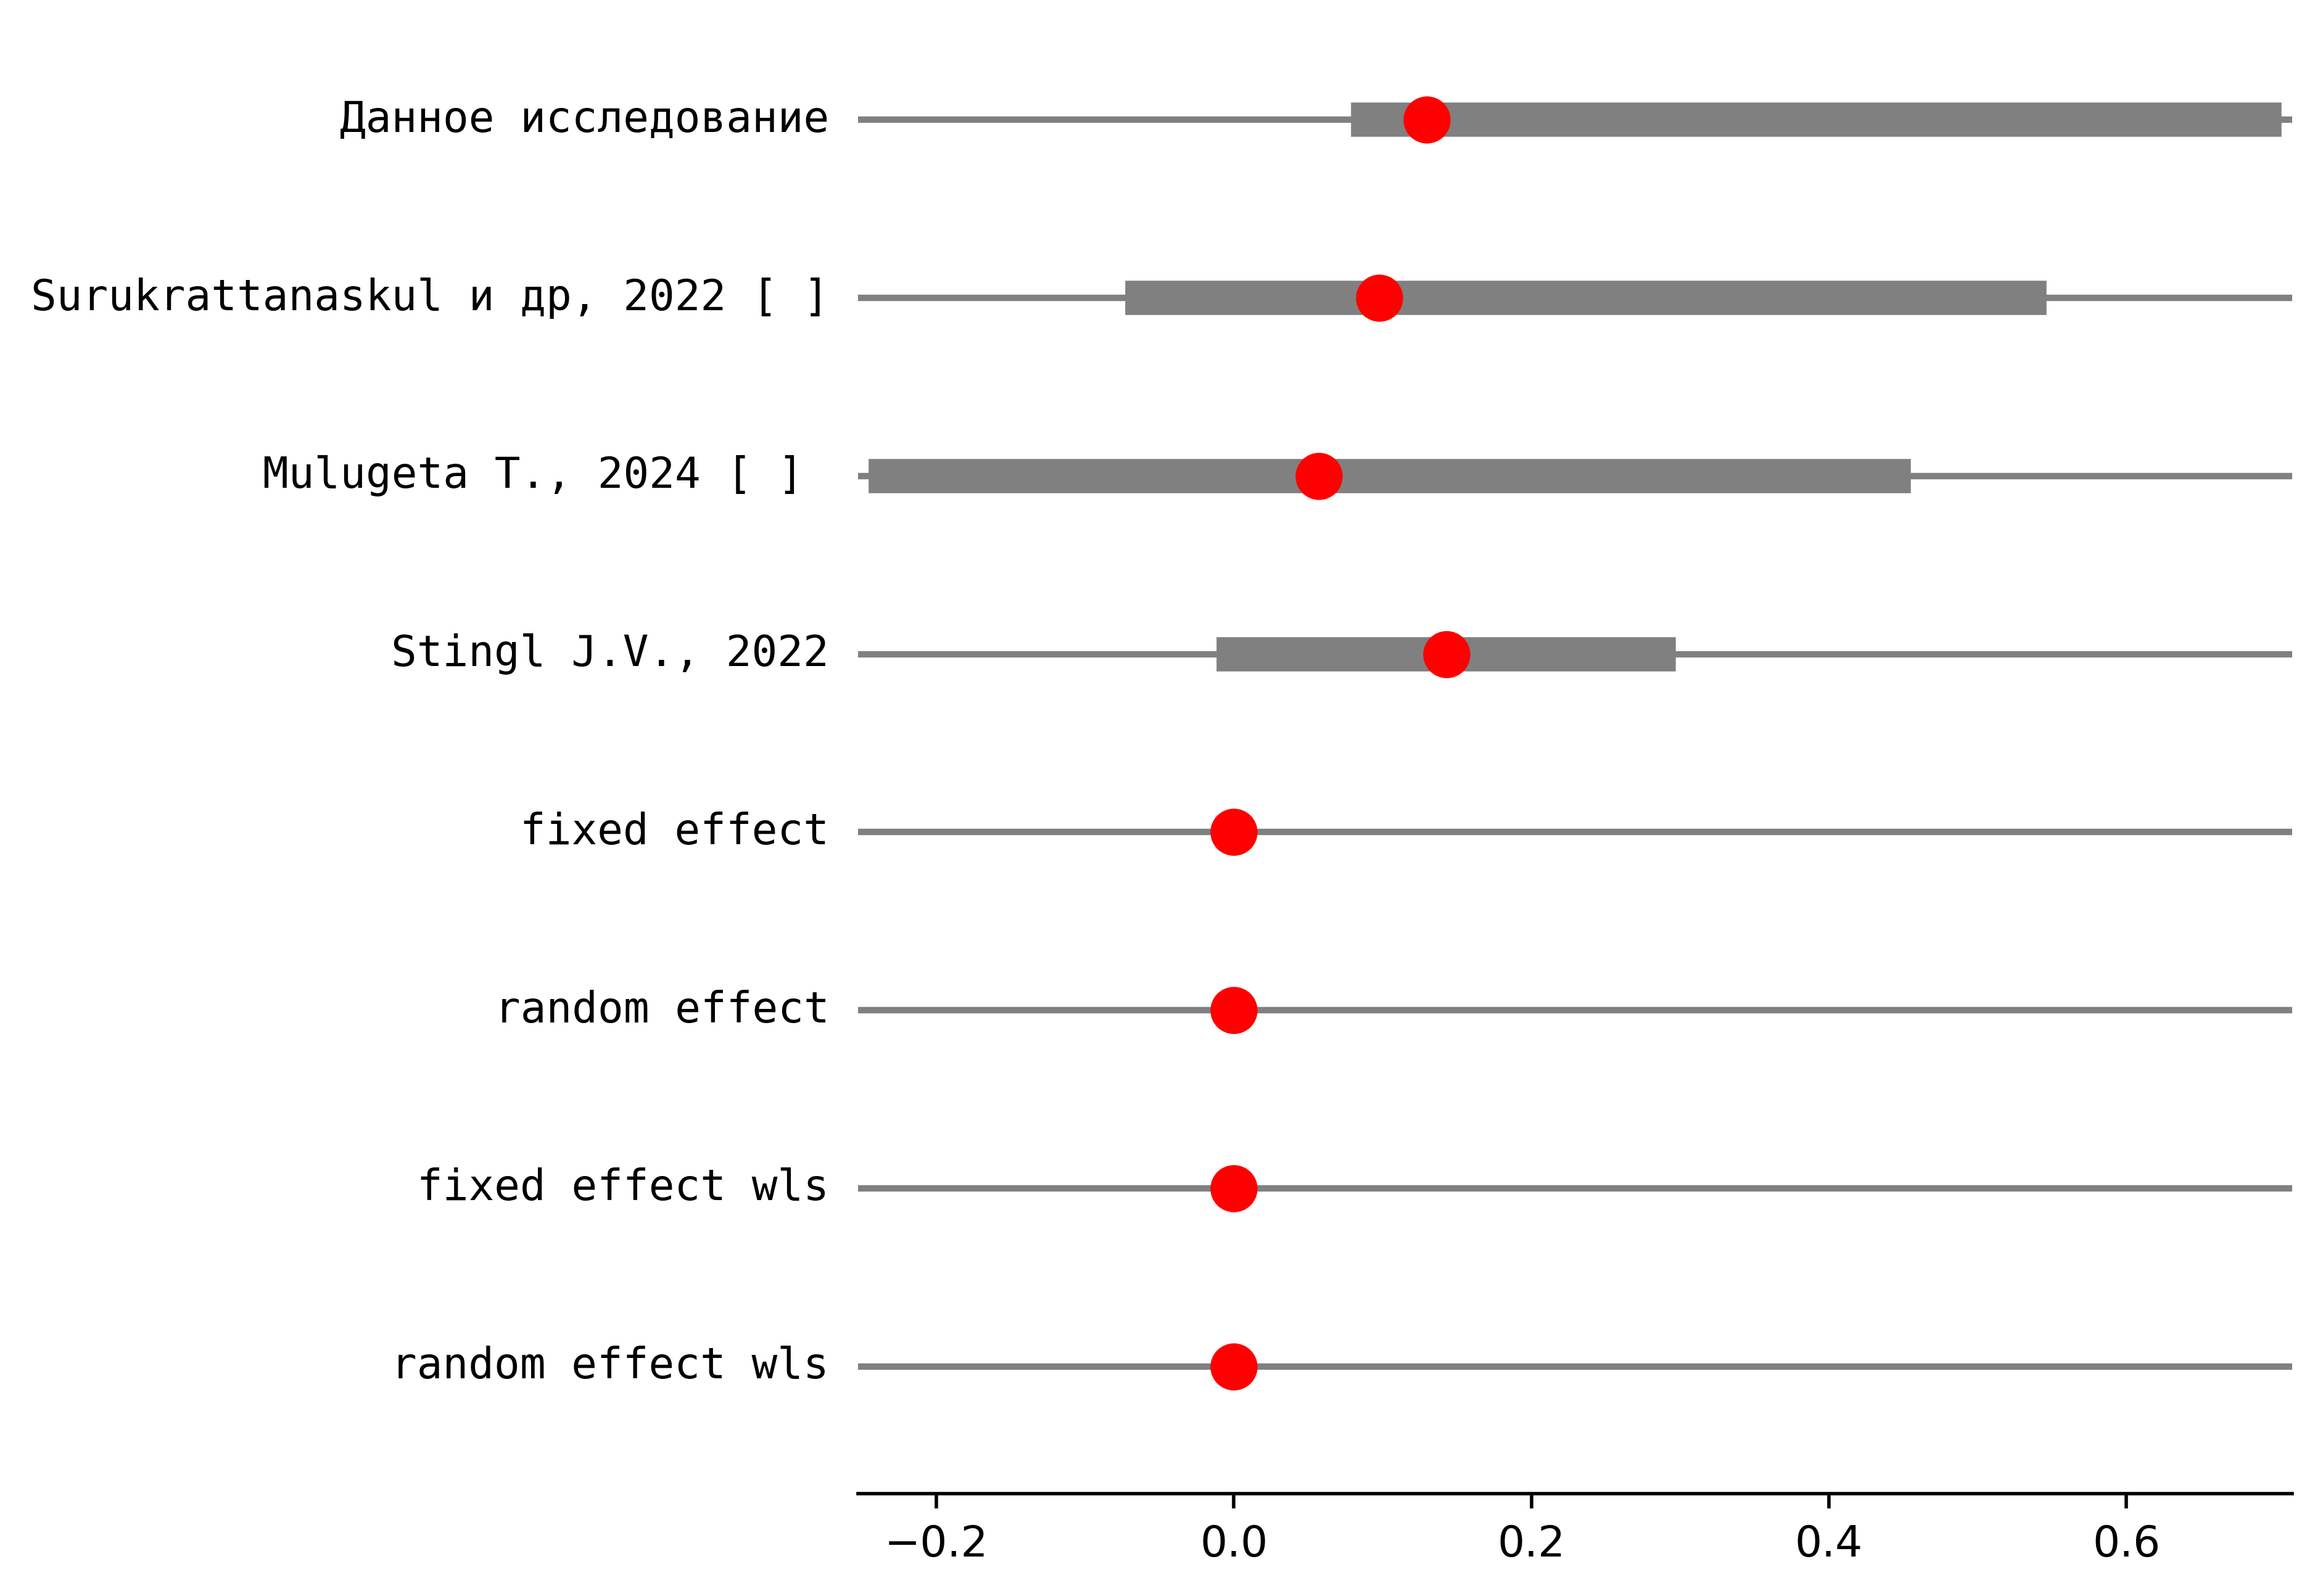 Данное исследование
Surukrattanaskul и др, 2022 [ ]
Mulugeta T., 2024 [ ]
Stingl J.V., 2022
fixed effect
random effect
fixed effect wls
random effect wls
−0.2 0.0 0.2 0.4 0.6